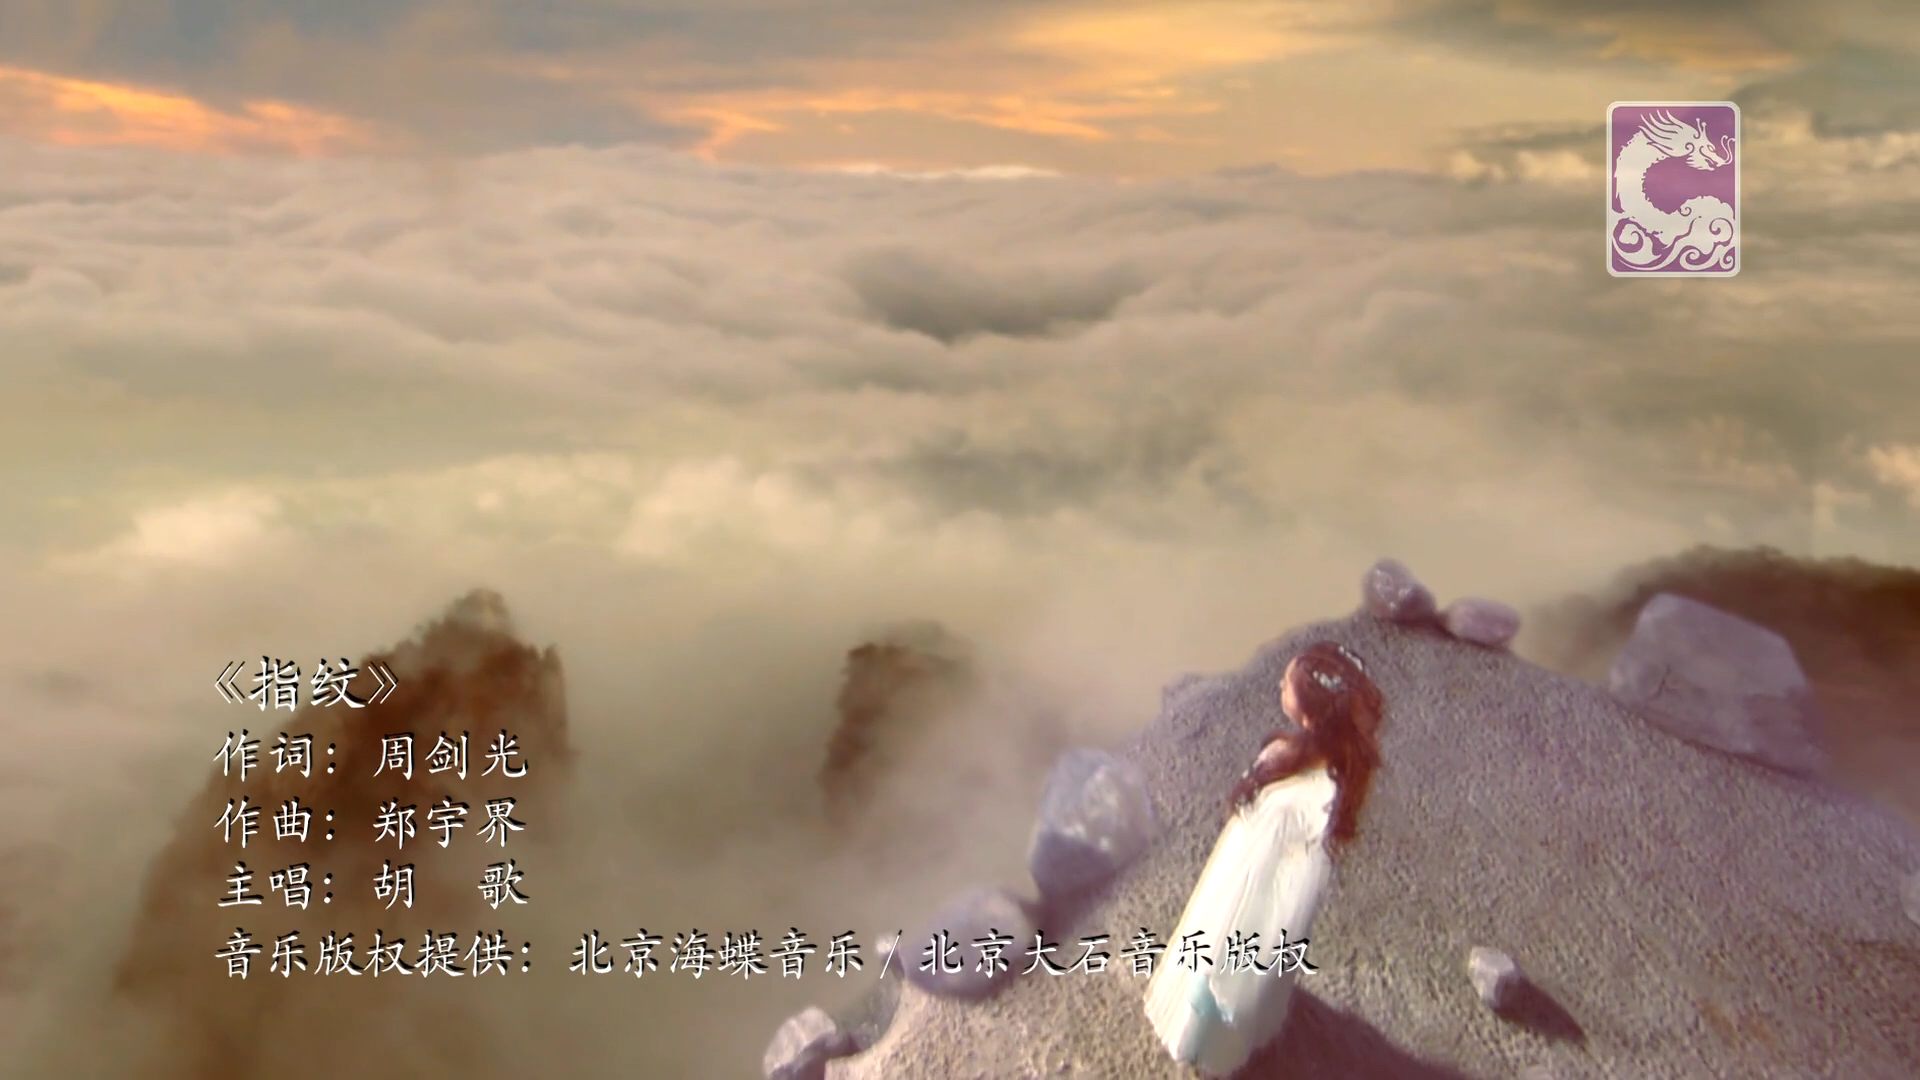 《指纹》
作词：周剑光
作曲：郑宇界
主唱：胡　歌
音乐版权提供：北京海蝶音乐／北京大石音乐版权